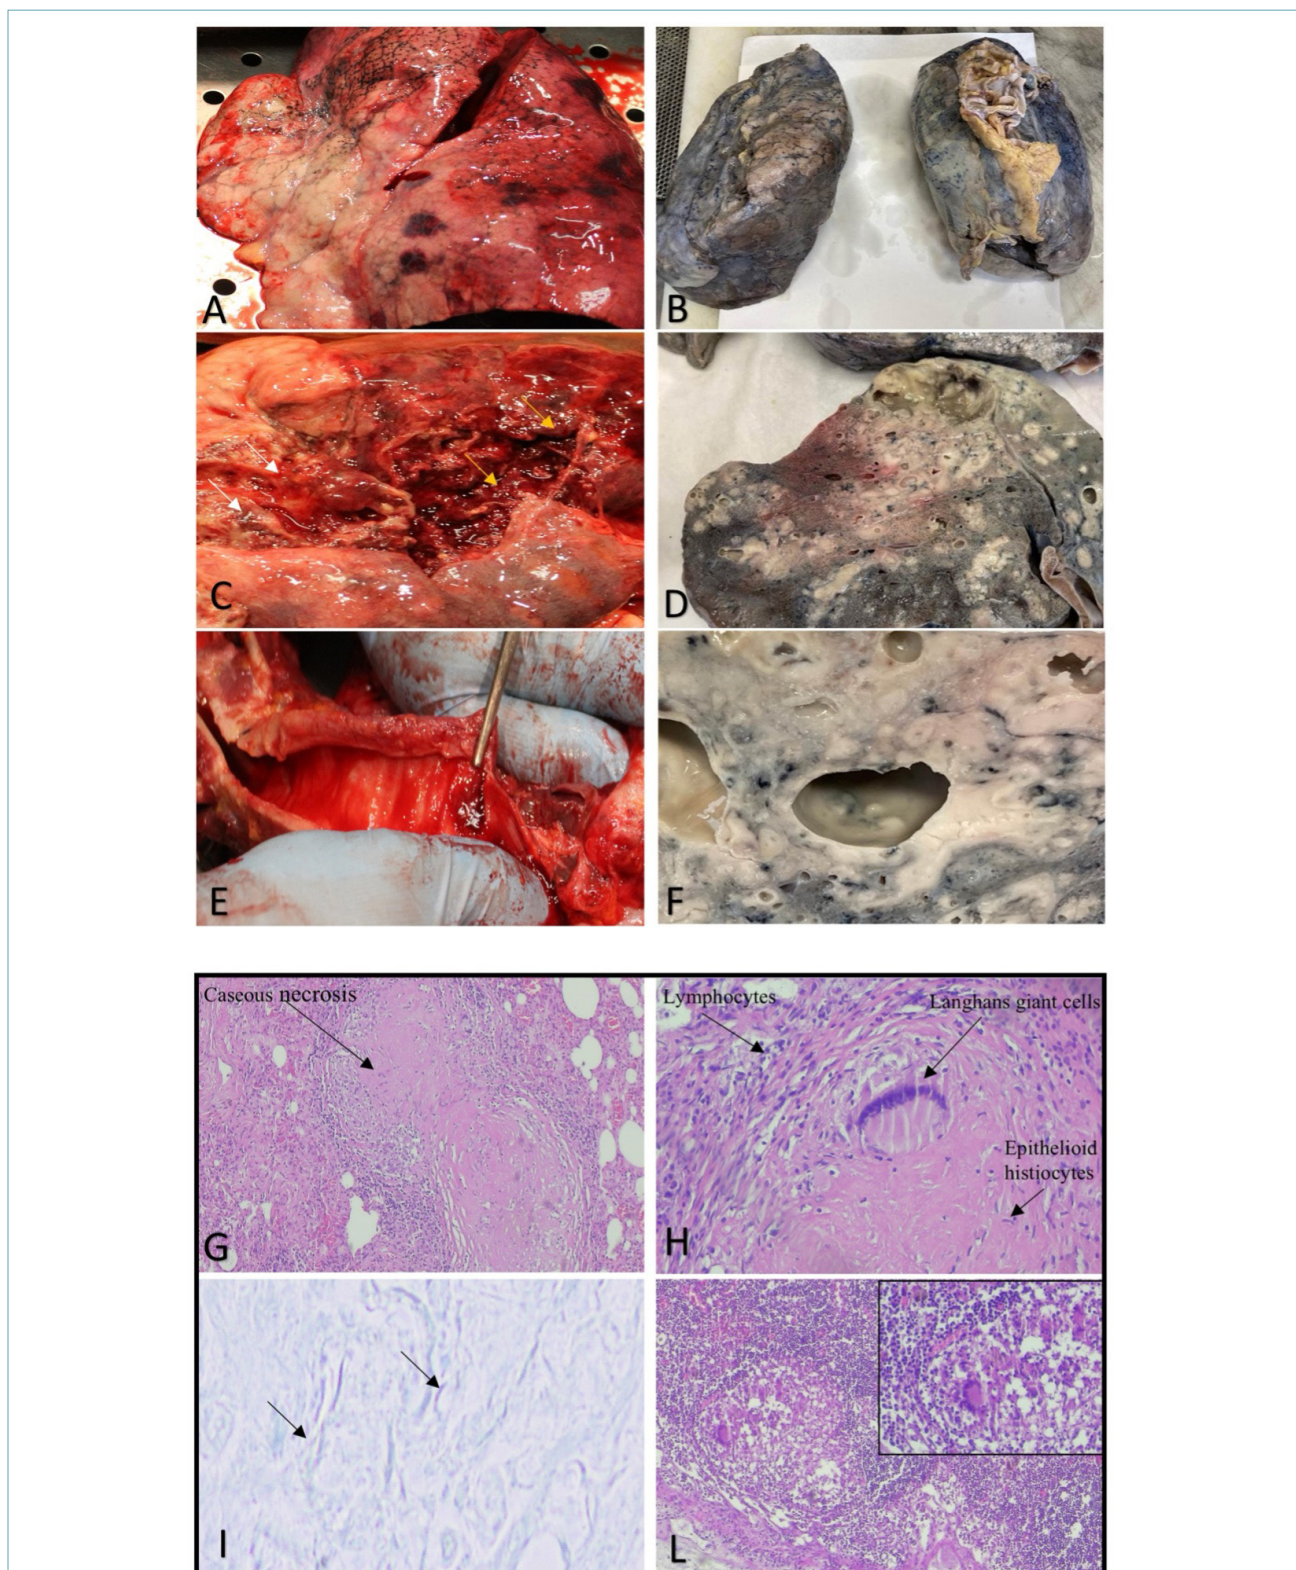 A
B
C
D
E
F
Caseous necrosis
G
Lymphocytes
Langhans giant cells
Epithelioid
histiocytes
H
I
L